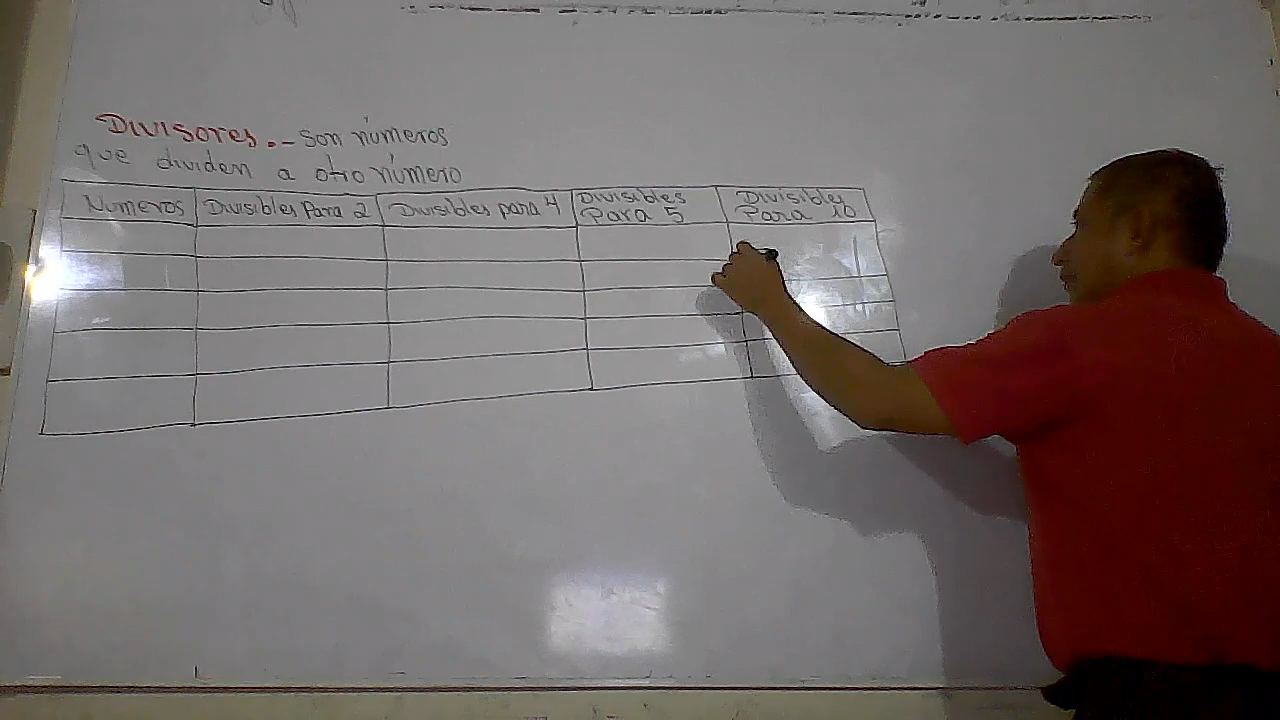 Divisores.- son números
que dividen a otro número
Numeros
Divisibles Para 2
Divisibles para 4
Divisibles
Para 5
Divisibles
Para 10